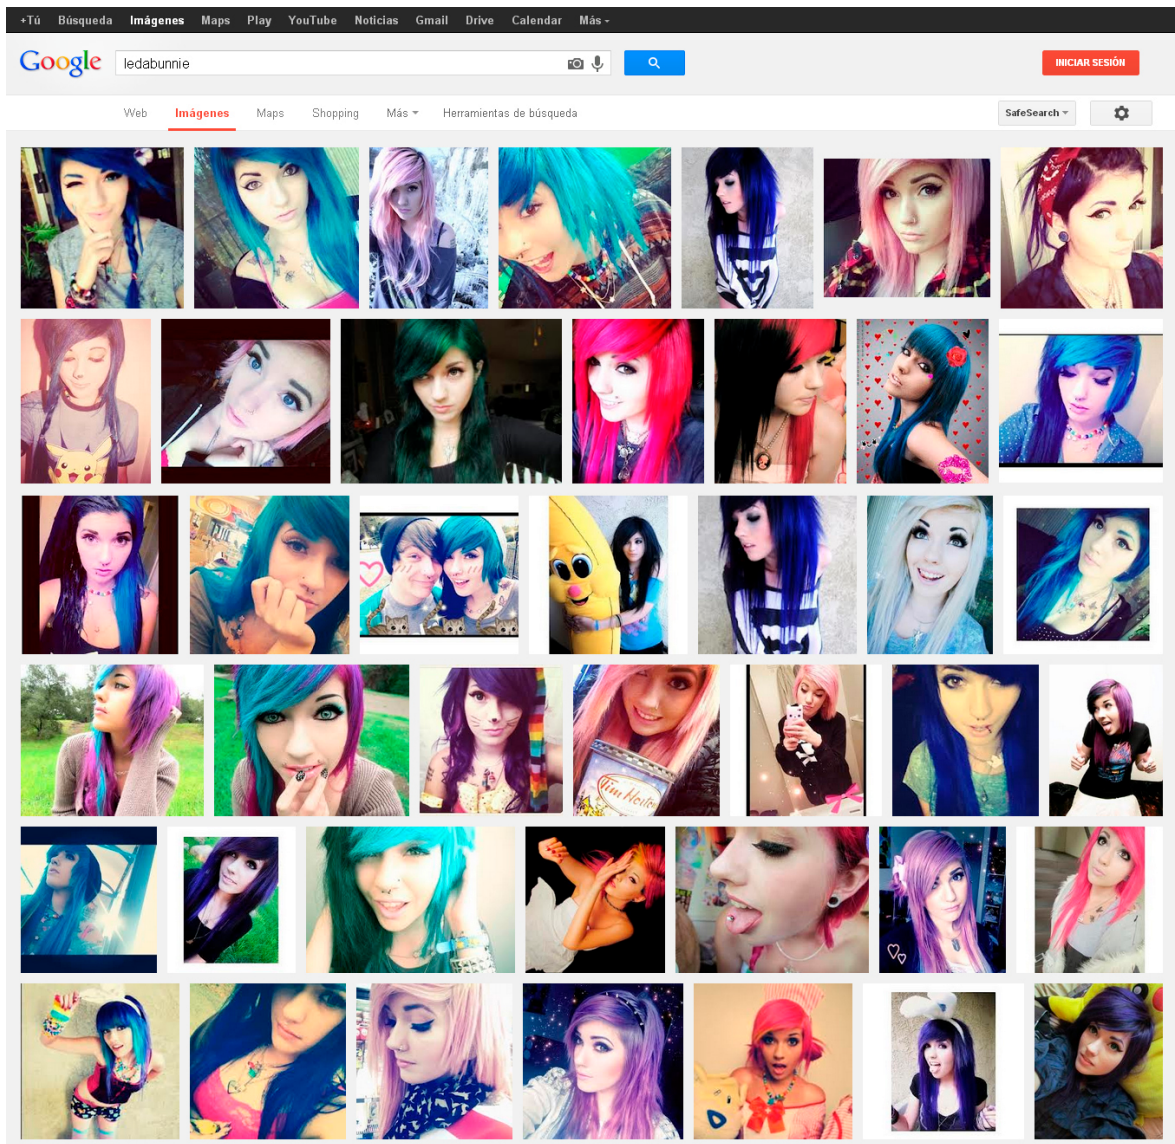 +Tú Búsqueda Imágenes Maps Play YouTube Noticias Gmail Drive Calendar Más
Google ledabunnie INICIAR SESIÓN
Web Imágenes Maps Shopping Más Herramientas de búsqueda SafeSearch
Tim Horton